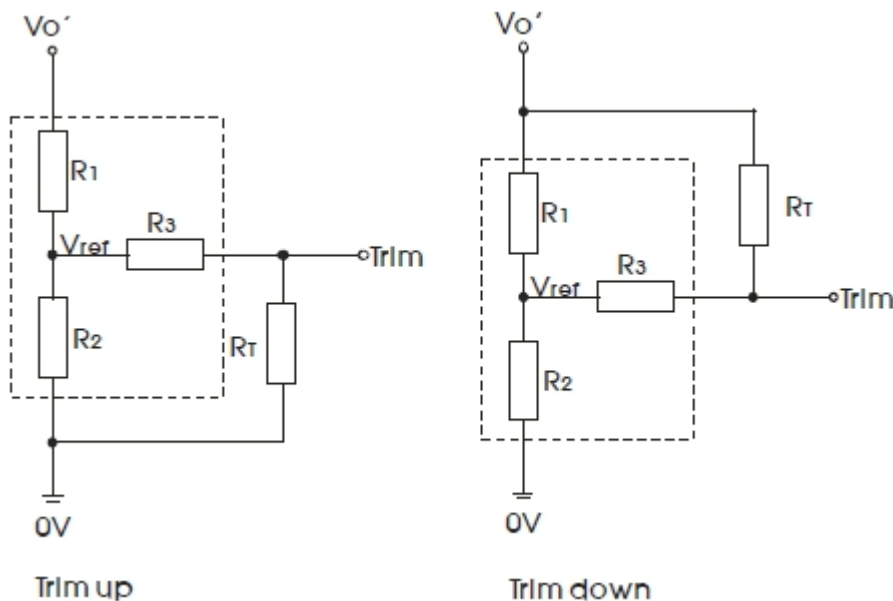 Vo'
R1
R3
Vref
Trim
R2
RT
0V
Trim up
Vo'
R1
RT
R3
Vref
Trim
R2
0V
Trim down